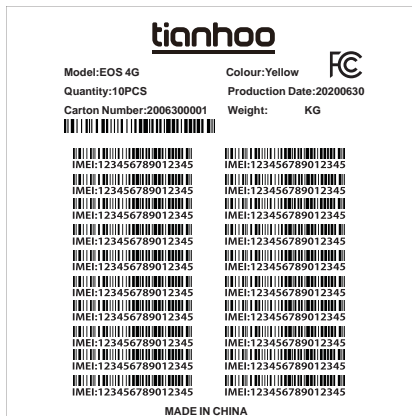 tianhoo
FCC
Model:EOS 4G Colour:Yellow
Quantity:10PCS Production Date:20200630
Carton Number:2006300001 Weight: KG
IMEI:123456789012345 IMEI:123456789012345
IMEI:123456789012345 IMEI:123456789012345
IMEI:123456789012345 IMEI:123456789012345
IMEI:123456789012345 IMEI:123456789012345
IMEI:123456789012345 IMEI:123456789012345
IMEI:123456789012345 IMEI:123456789012345
IMEI:123456789012345 IMEI:123456789012345
IMEI:123456789012345 IMEI:123456789012345
IMEI:123456789012345 IMEI:123456789012345
IMEI:123456789012345 IMEI:123456789012345
MADE IN CHINA